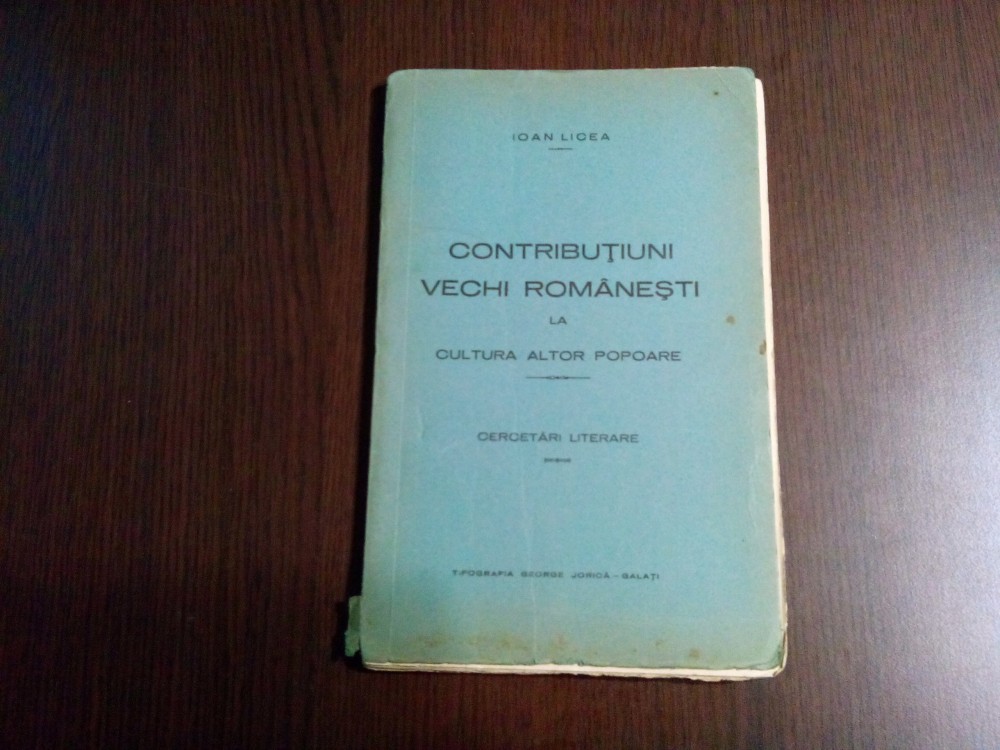 IOAN LICEA
CONTRIBUŢIUNI
VECHI ROMÂNEŞTI
LA
CULTURA ALTOR POPOARE
CERCETĂRI LITERARE
TIPOGRAFIA GEORGE JORICĂ – GALAŢI